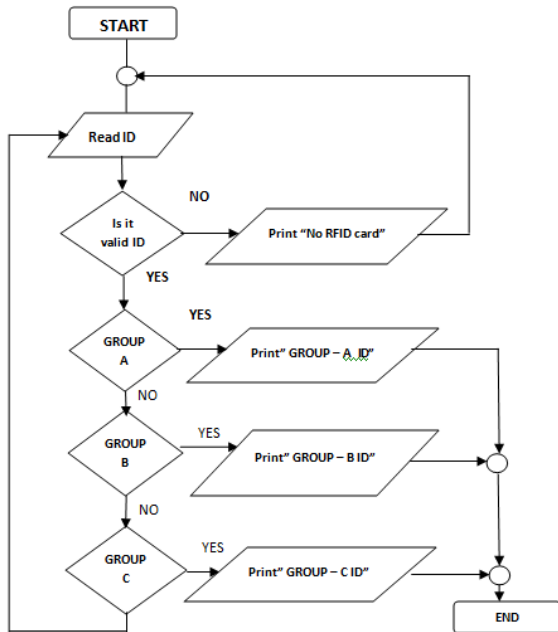 START
Read ID
NO
Is it
valid ID
Print “No RFID card”
YES
YES
GROUP
A
Print” GROUP – A  ID”
NO
GROUP
B
YES
Print” GROUP – B ID”
NO
GROUP
C
YES
Print” GROUP – C ID”
END